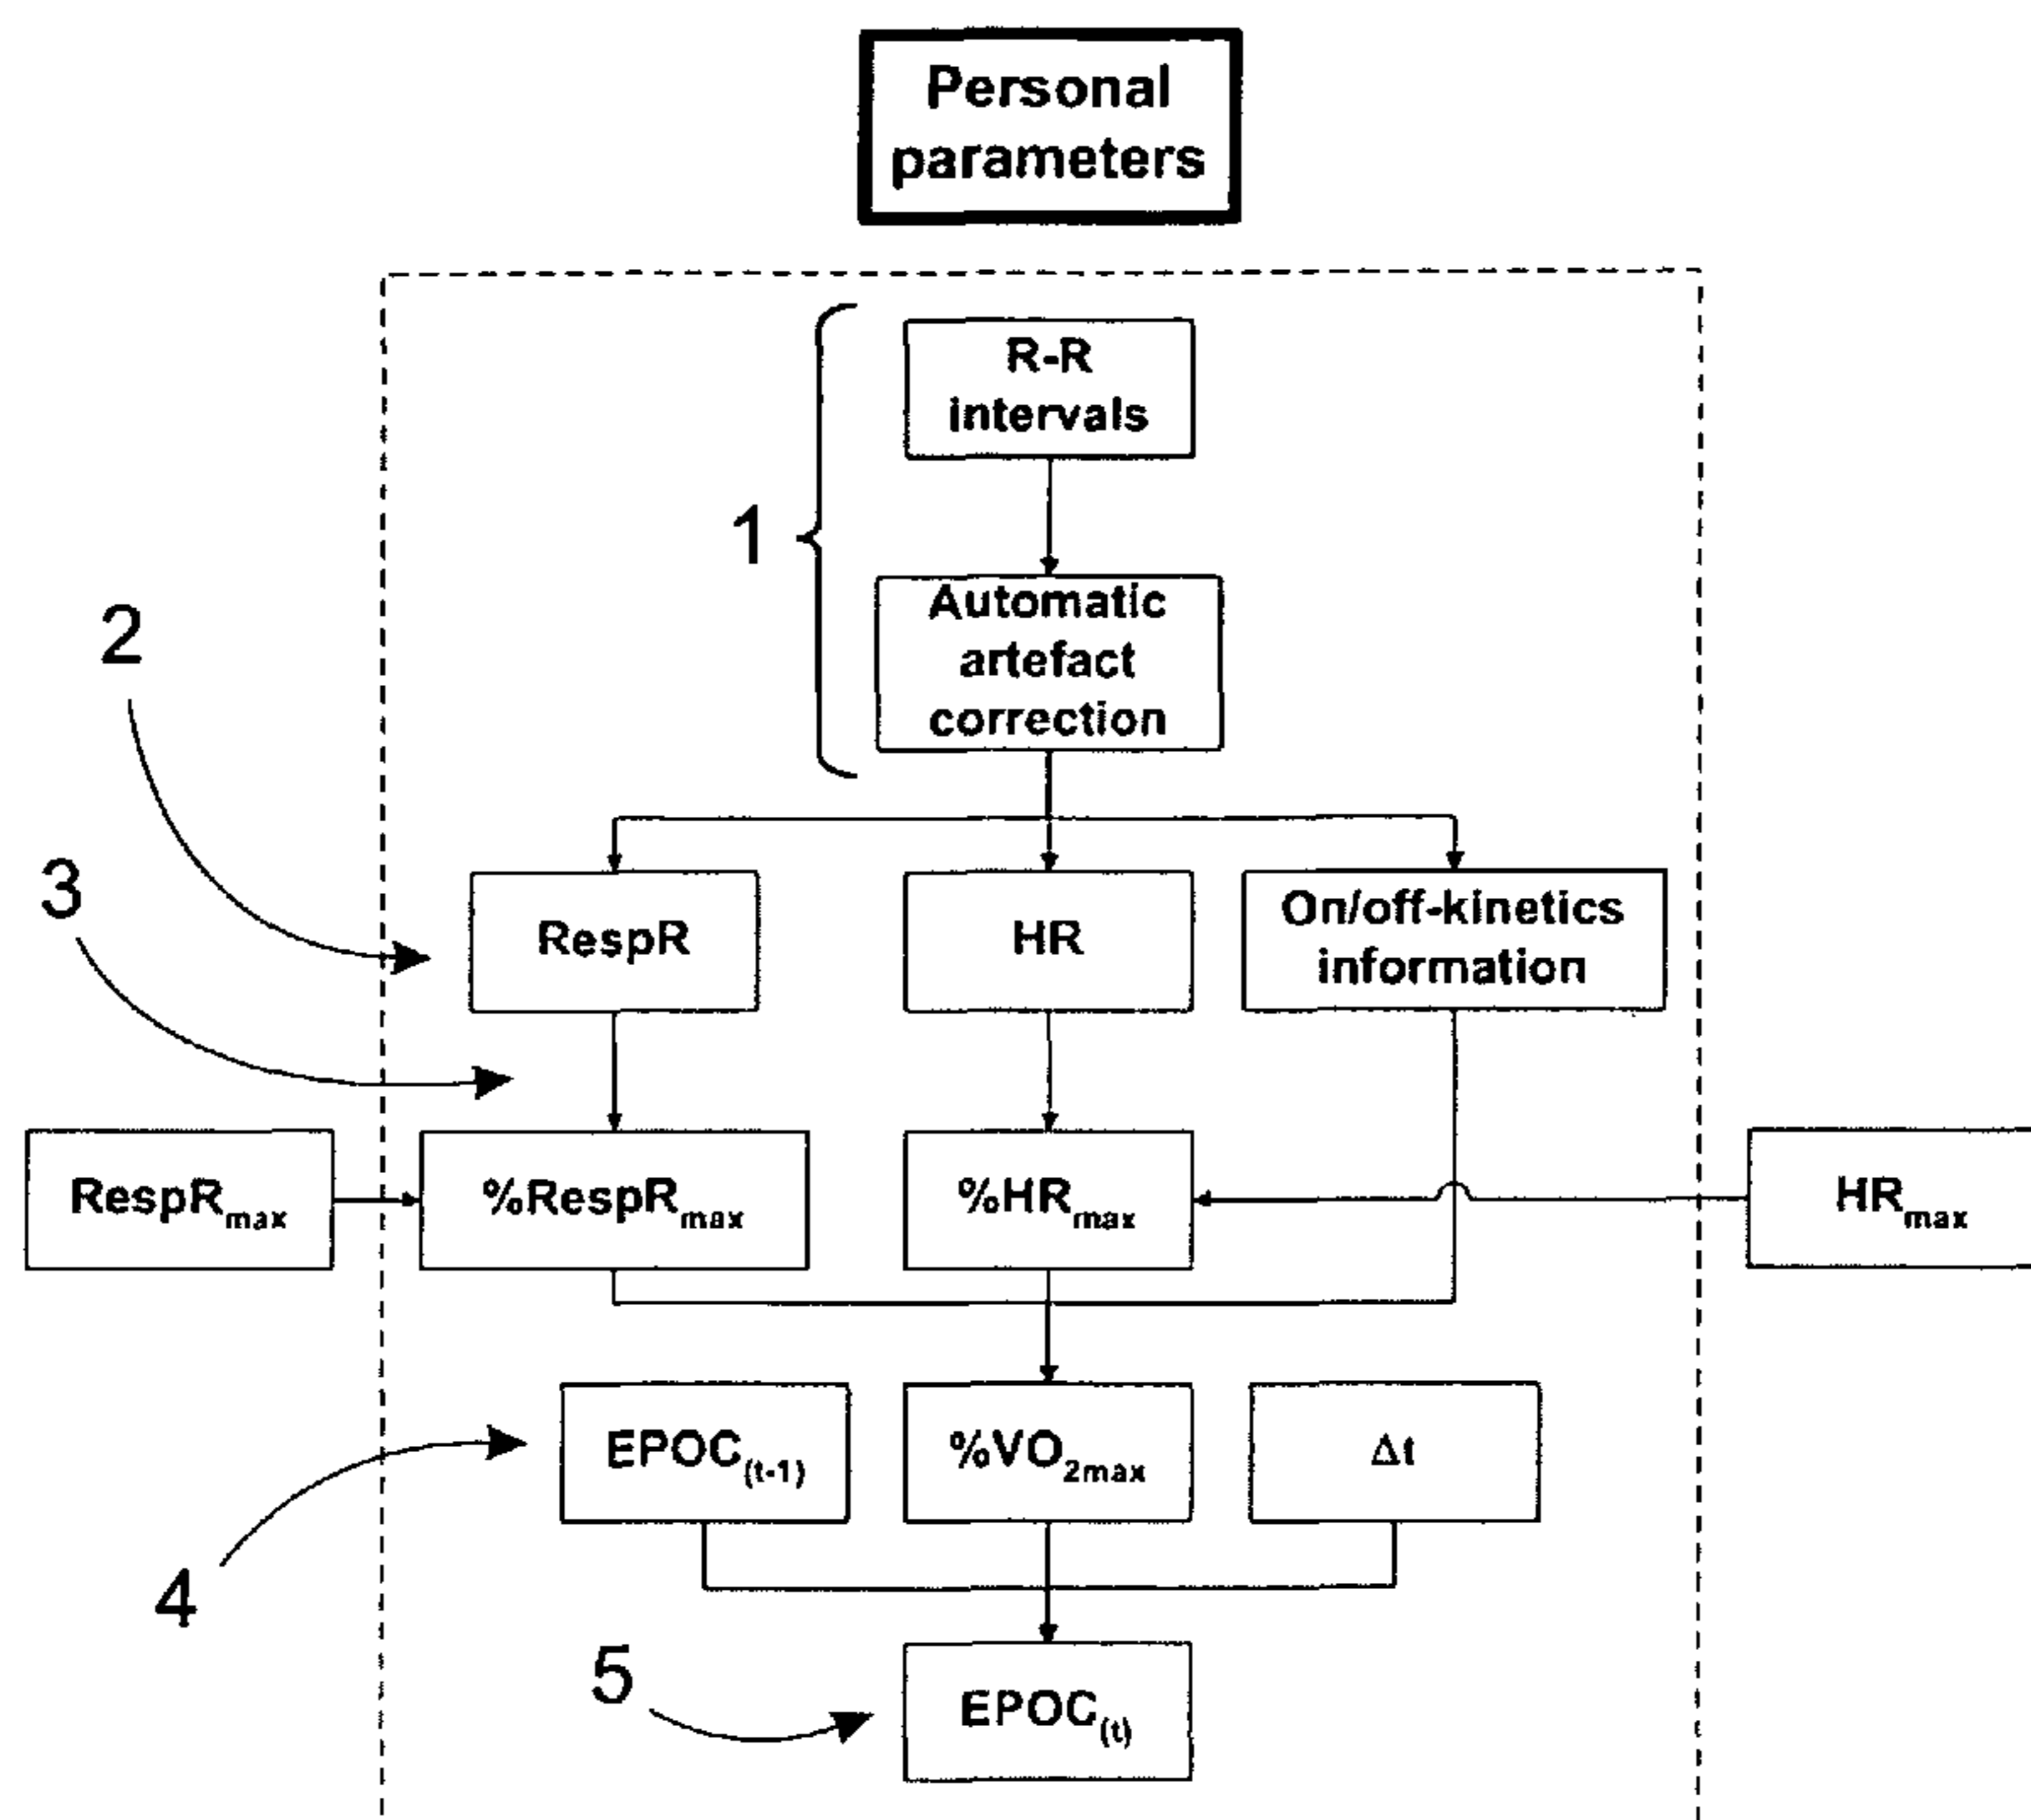 Personal
parameters
R-R
intervals
1
Automatic
artefact
correction
2
3
RespR
HR
On/off-kinetics
information
RespRmax
%RespRmax
%HRmax
HRmax
EPOC(t-1)
%VO2max
Δt
4
5
EPOC(t)